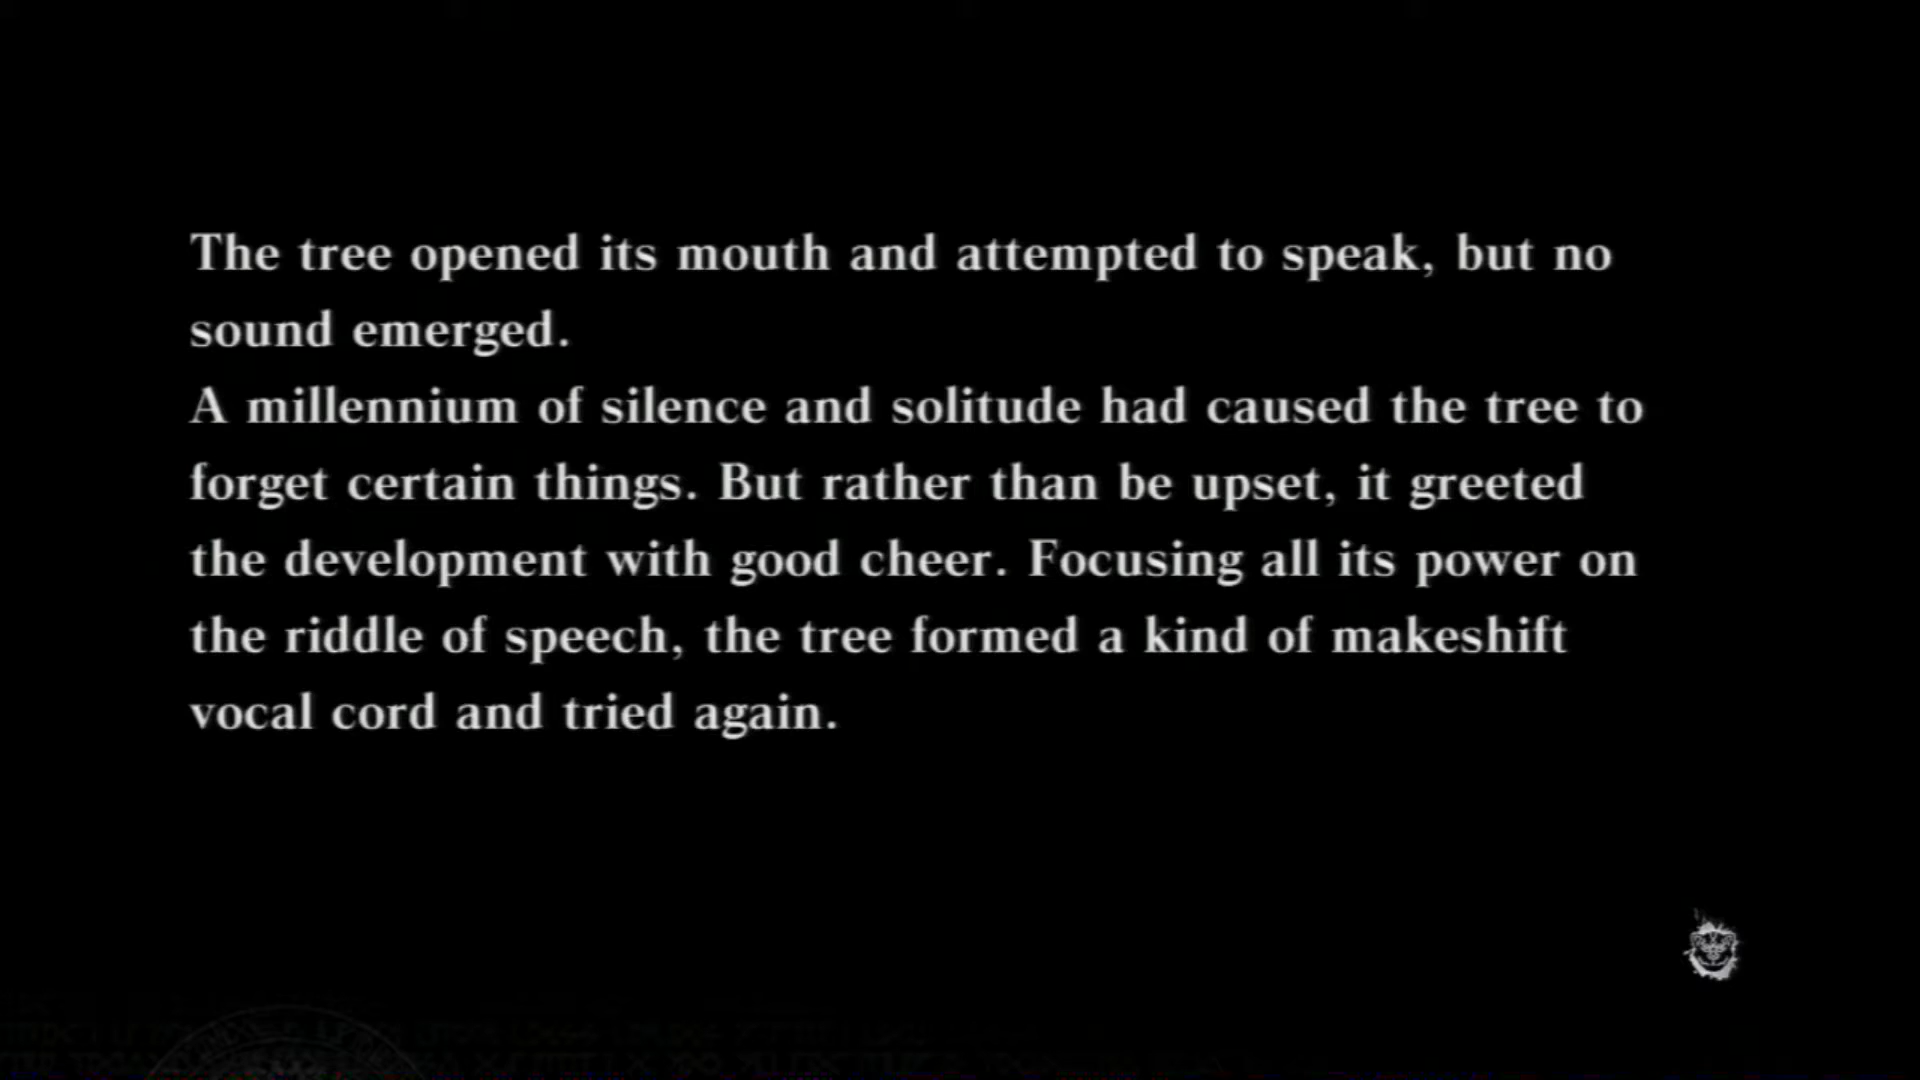 The tree opened its mouth and attempted to speak, but no
sound emerged.
A millennium of silence and solitude had caused the tree to
forget certain things. But rather than be upset, it greeted
the development with good cheer. Focusing all its power on
the riddle of speech, the tree formed a kind of makeshift
vocal cord and tried again.